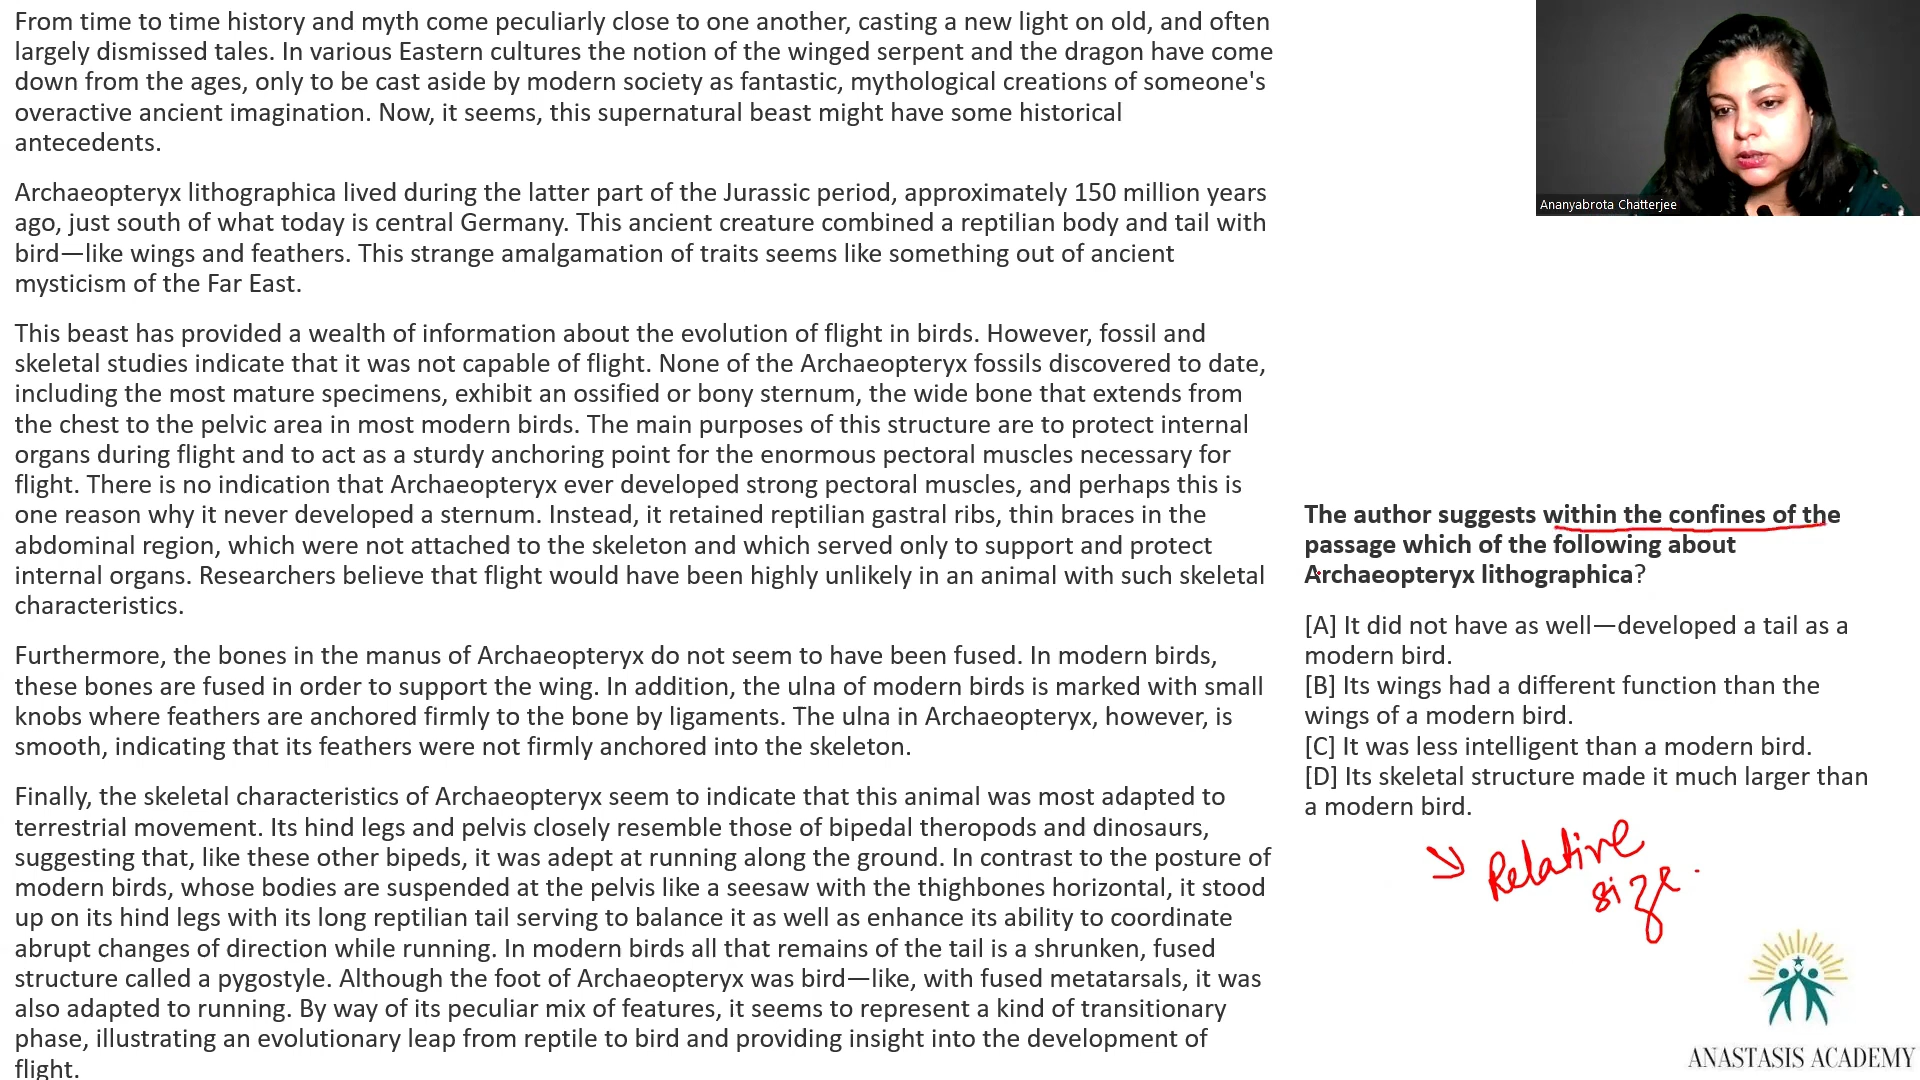 From time to time history and myth come peculiarly close to one another, casting a new light on old, and often
largely dismissed tales. In various Eastern cultures the notion of the winged serpent and the dragon have come
down from the ages, only to be cast aside by modern society as fantastic, mythological creations of someone's
overactive ancient imagination. Now, it seems, this supernatural beast might have some historical
antecedents.
Archaeopteryx lithographica lived during the latter part of the Jurassic period, approximately 150 million years
ago, just south of what today is central Germany. This ancient creature combined a reptilian body and tail with
bird—like wings and feathers. This strange amalgamation of traits seems like something out of ancient
mysticism of the Far East.
This beast has provided a wealth of information about the evolution of flight in birds. However, fossil and
skeletal studies indicate that it was not capable of flight. None of the Archaeopteryx fossils discovered to date,
including the most mature specimens, exhibit an ossified or bony sternum, the wide bone that extends from
the chest to the pelvic area in most modern birds. The main purposes of this structure are to protect internal
organs during flight and to act as a sturdy anchoring point for the enormous pectoral muscles necessary for
flight. There is no indication that Archaeopteryx ever developed strong pectoral muscles, and perhaps this is
one reason why it never developed a sternum. Instead, it retained reptilian gastral ribs, thin braces in the
abdominal region, which were not attached to the skeleton and which served only to support and protect
internal organs. Researchers believe that flight would have been highly unlikely in an animal with such skeletal
characteristics.
Furthermore, the bones in the manus of Archaeopteryx do not seem to have been fused. In modern birds,
these bones are fused in order to support the wing. In addition, the ulna of modern birds is marked with small
knobs where feathers are anchored firmly to the bone by ligaments. The ulna in Archaeopteryx, however, is
smooth, indicating that its feathers were not firmly anchored into the skeleton.
Finally, the skeletal characteristics of Archaeopteryx seem to indicate that this animal was most adapted to
terrestrial movement. Its hind legs and pelvis closely resemble those of bipedal theropods and dinosaurs,
suggesting that, like these other bipeds, it was adept at running along the ground. In contrast to the posture of
modern birds, whose bodies are suspended at the pelvis like a seesaw with the thighbones horizontal, it stood
up on its hind legs with its long reptilian tail serving to balance it as well as enhance its ability to coordinate
abrupt changes of direction while running. In modern birds all that remains of the tail is a shrunken, fused
structure called a pygostyle. Although the foot of Archaeopteryx was bird—like, with fused metatarsals, it was
also adapted to running. By way of its peculiar mix of features, it seems to represent a kind of transitionary
phase, illustrating an evolutionary leap from reptile to bird and providing insight into the development of
flight.
Ananyabrota Chatterjee
The author suggests within the confines of the
passage which of the following about
Archaeopteryx lithographica?
[A] It did not have as well—developed a tail as a
modern bird.
[B] Its wings had a different function than the
wings of a modern bird.
[C] It was less intelligent than a modern bird.
[D] Its skeletal structure made it much larger than
a modern bird.
Relative
size.
ANASTASIS ACADEMY